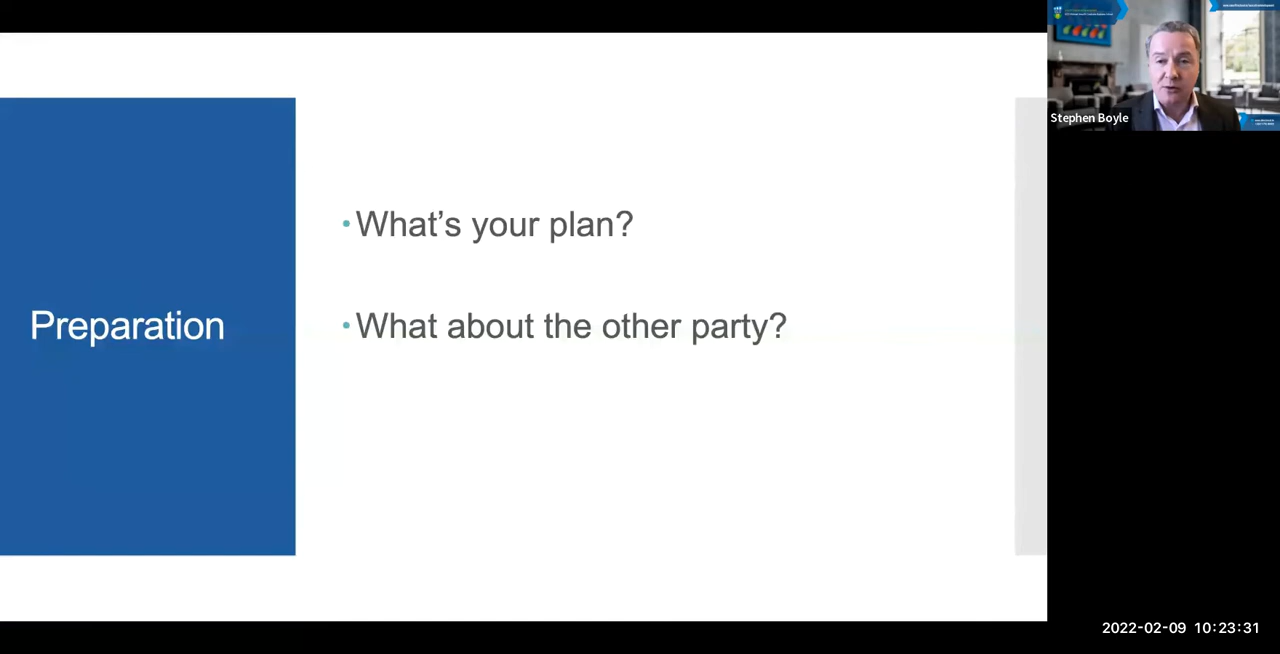 Preparation
•What's your plan?
•What about the other party?
Stephen Boyle
2022-02-09 10:23:31